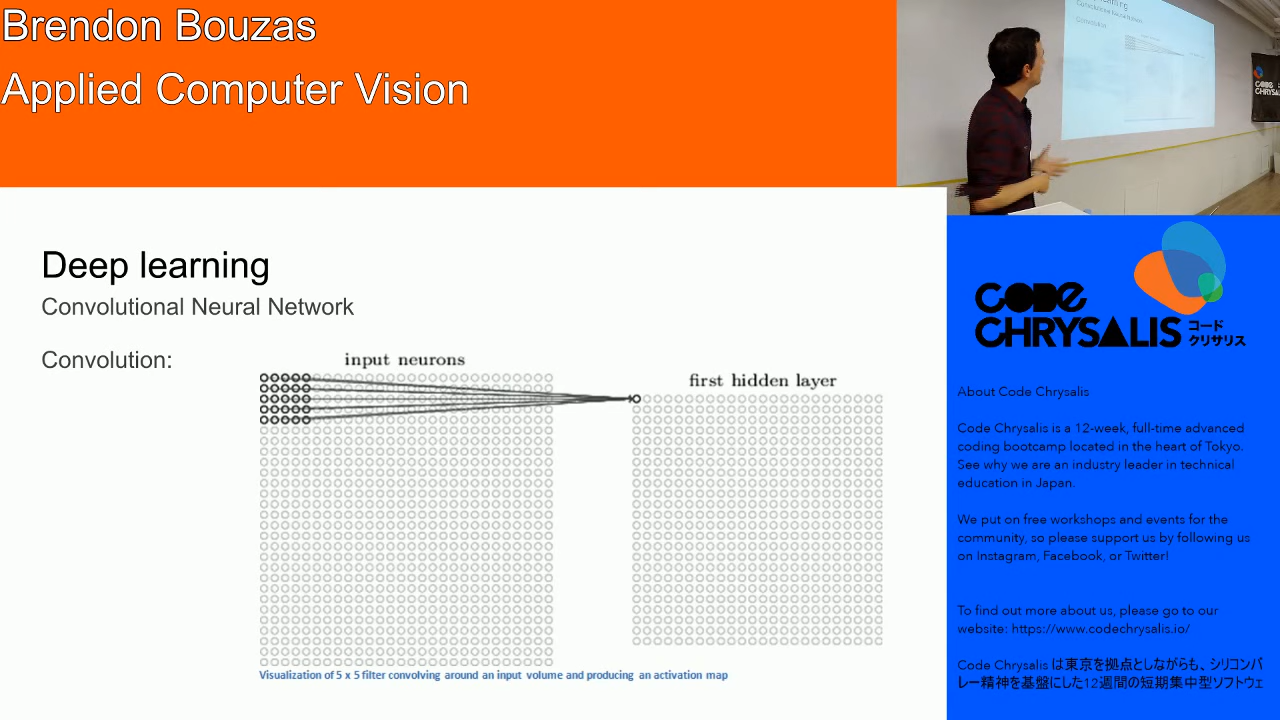 Brendon Bouzas
Applied Computer Vision
Deep learning
Convolutional Neural Network
Convolution:
input neurons
first hidden layer
Visualization of 5 x 5 filter convolving around an input volume and producing an activation map
CODE
CHRYSALIS
コード
クリサリス
About Code Chrysalis
Code Chrysalis is a 12-week, full-time advanced
coding bootcamp located in the heart of Tokyo.
See why we are an industry leader in technical
education in Japan.
We put on free workshops and events for the
community, so please support us by following us
on Instagram, Facebook, or Twitter!
To find out more about us, please go to our
website: https://www.codechrysalis.io/
Code Chrysalis は東京を拠点としながらも、シリコンバ
レー精神を基盤にした12週間の短期集中型ソフトウェ